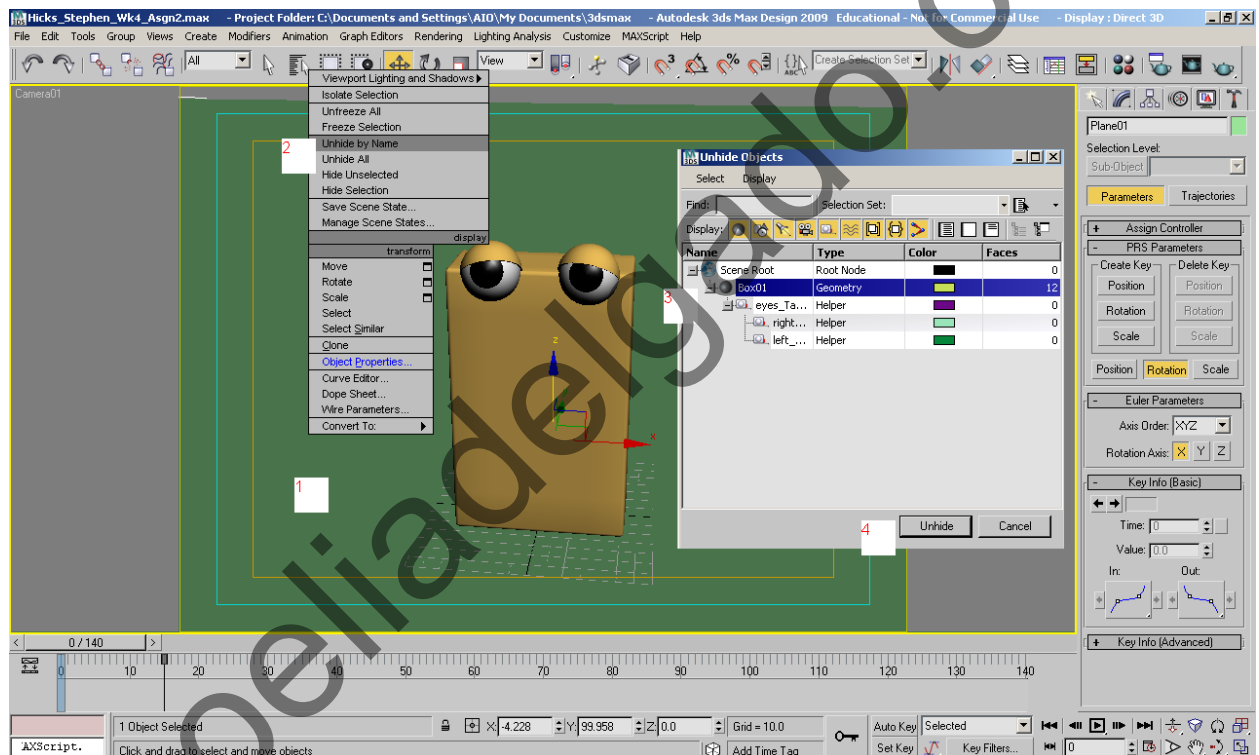 Hicks_Stephen_Wk4_Asgn2.max - Project Folder: C:\Documents and Settings\AIO\My Documents\3dsmax - Autodesk 3ds Max Design 2009 Educational - Not for Commercial Use - Display : Direct 3D
File Edit Tools Group Views Create Modifiers Animation Graph Editors Rendering Lighting Analysis Customize MAXScript Help
All View Create Selection Set
Camera01
Viewport Lighting and Shadows
Isolate Selection
Unfreeze All
Freeze Selection
2
Unhide by Name
Unhide All
Hide Unselected
Hide Selection
Save Scene State...
Manage Scene States...
display
transform
Move
Rotate
Scale
Select
Select Similar
Clone
Object Properties...
Curve Editor...
Dope Sheet...
Wire Parameters...
Convert To:
1
z
x
Unhide Objects
Select Display
Find: Selection Set:
Display:
Name Type Color Faces
Scene Root Root Node 0
Box01 Geometry 12
3
eyes_Ta... Helper 0
right... Helper 0
left_... Helper 0
4
Unhide Cancel
Plane01
Selection Level:
Sub-Object
Parameters Trajectories
+ Assign Controller
- PRS Parameters
Create Key Delete Key
Position Position
Rotation Rotation
Scale Scale
Position Rotation Scale
- Euler Parameters
Axis Order: XYZ
Rotation Axis: X Y Z
- Key Info (Basic)
Time: 0
Value: 0.0
In: Out:
+ Key Info (Advanced)
< 0 / 140 >
0 10 20 30 40 50 60 70 80 90 100 110 120 130 140
1 Object Selected X: -4.228 Y: 99.958 Z: 0.0 Grid = 10.0 Auto Key Selected
AXScript. Click and drag to select and move objects Add Time Tag Set Key Key Filters... 0
opeliadelgado.c